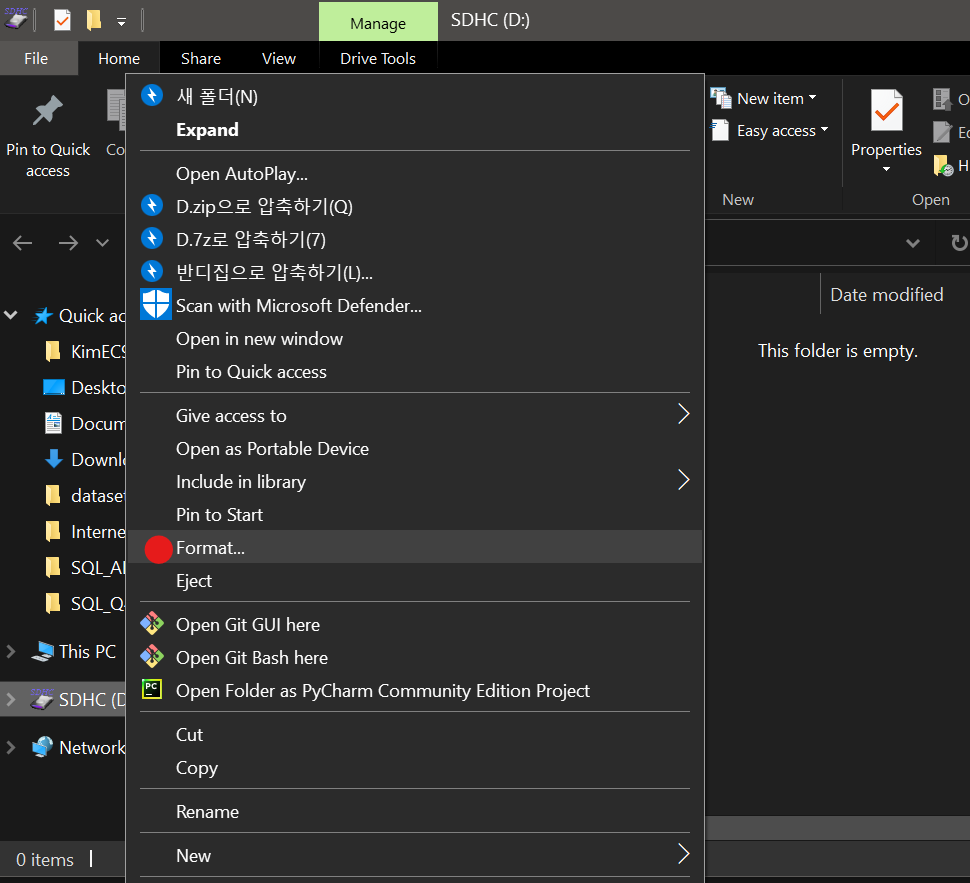 SDHC
Manage
SDHC (D:)
File
Home
Share
View
Drive Tools
Pin to Quick
access
New item
Easy access
New
Properties
Open
새 폴더(N)
Expand
Open AutoPlay...
D.zip으로 압축하기(Q)
D.7z로 압축하기(7)
반디집으로 압축하기(L)...
Scan with Microsoft Defender...
Open in new window
Pin to Quick access
Give access to
Open as Portable Device
Include in library
Pin to Start
Format...
Eject
Open Git GUI here
Open Git Bash here
PC
Open Folder as PyCharm Community Edition Project
Cut
Copy
Rename
New
Date modified
This folder is empty.
Quick ac
KimECS
Deskto
Docum
Downl
dataset
Interne
SQL_A
SQL_Q
This PC
SDHC (D
Network
0 items